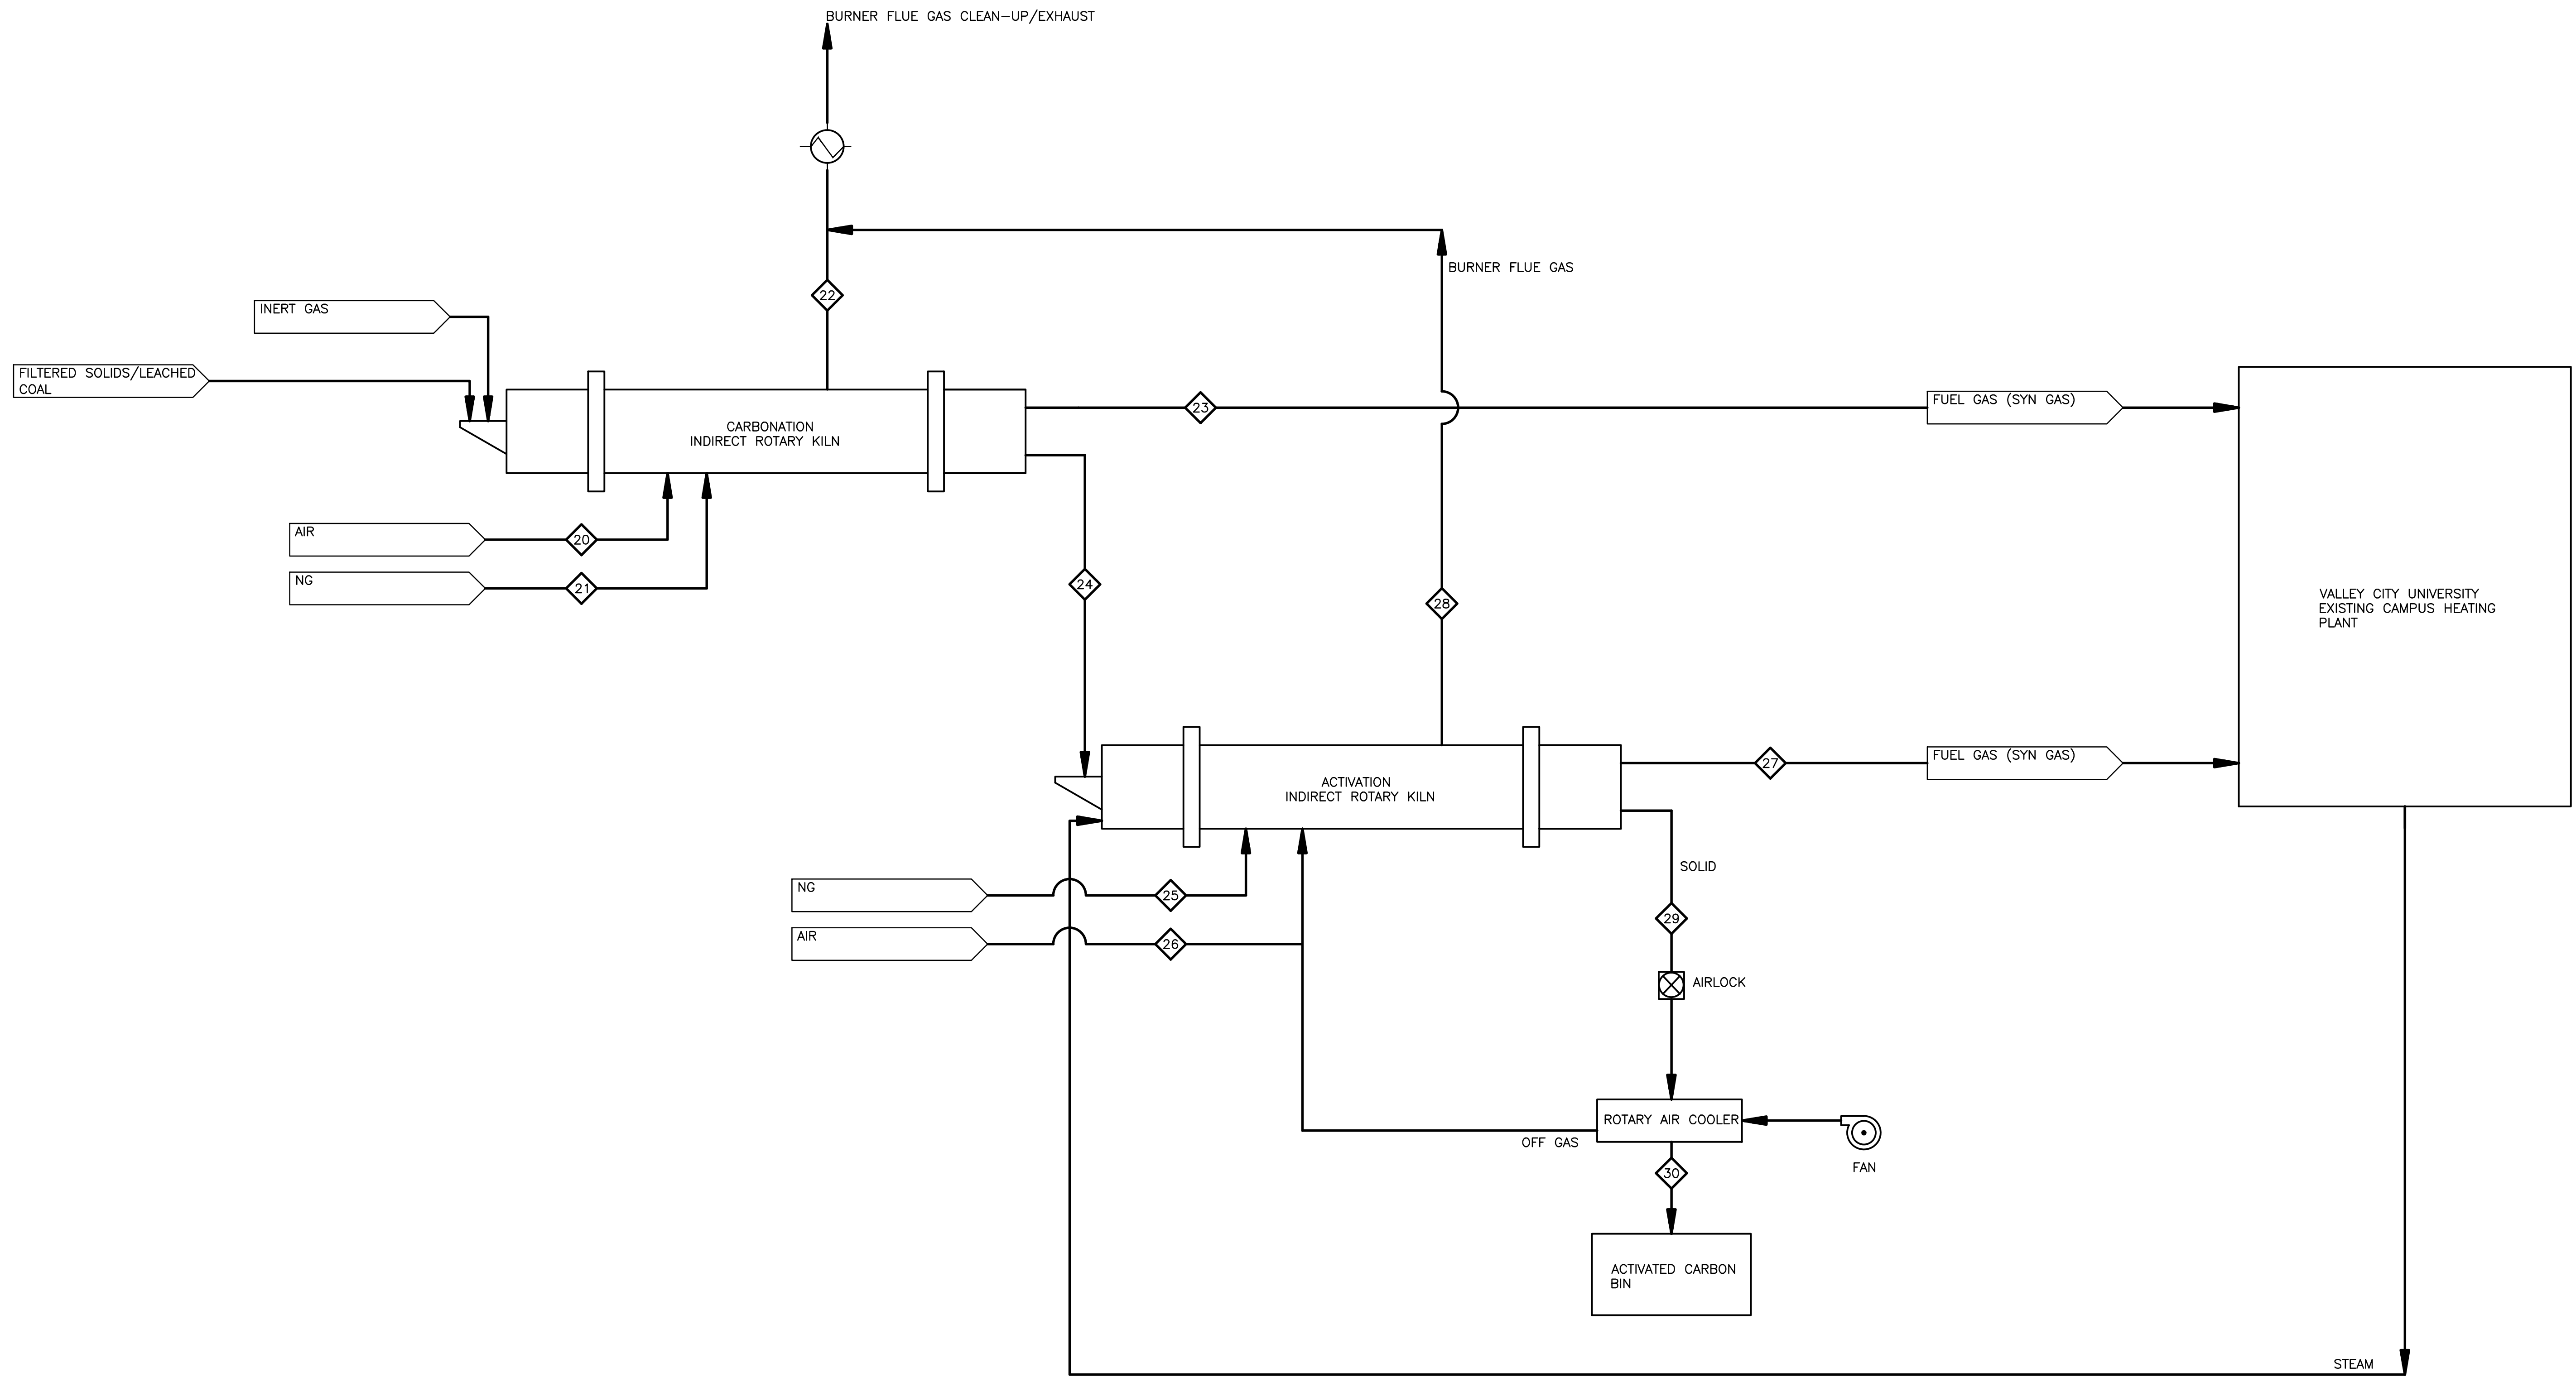 BURNER FLUE GAS CLEAN-UP/EXHAUST
BURNER FLUE GAS
22
INERT GAS
FILTERED SOLIDS/LEACHED
COAL
CARBONATION
INDIRECT ROTARY KILN
23
FUEL GAS (SYN GAS)
AIR
20
NG
21
24
28
VALLEY CITY UNIVERSITY
EXISTING CAMPUS HEATING
PLANT
ACTIVATION
INDIRECT ROTARY KILN
27
FUEL GAS (SYN GAS)
SOLID
NG
25
29
AIR
26
AIRLOCK
ROTARY AIR COOLER
OFF GAS
FAN
30
ACTIVATED CARBON
BIN
STEAM